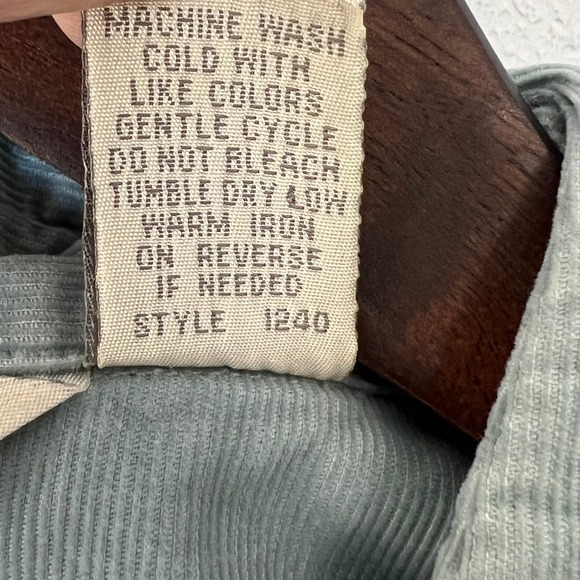 MACHINE WASH
COLD WITH
LIKE COLORS
GENTLE CYCLE
DO NOT BLEACH
TUMBLE DRY LOW
WARM IRON
ON REVERSE
IF NEEDED
STYLE 1240